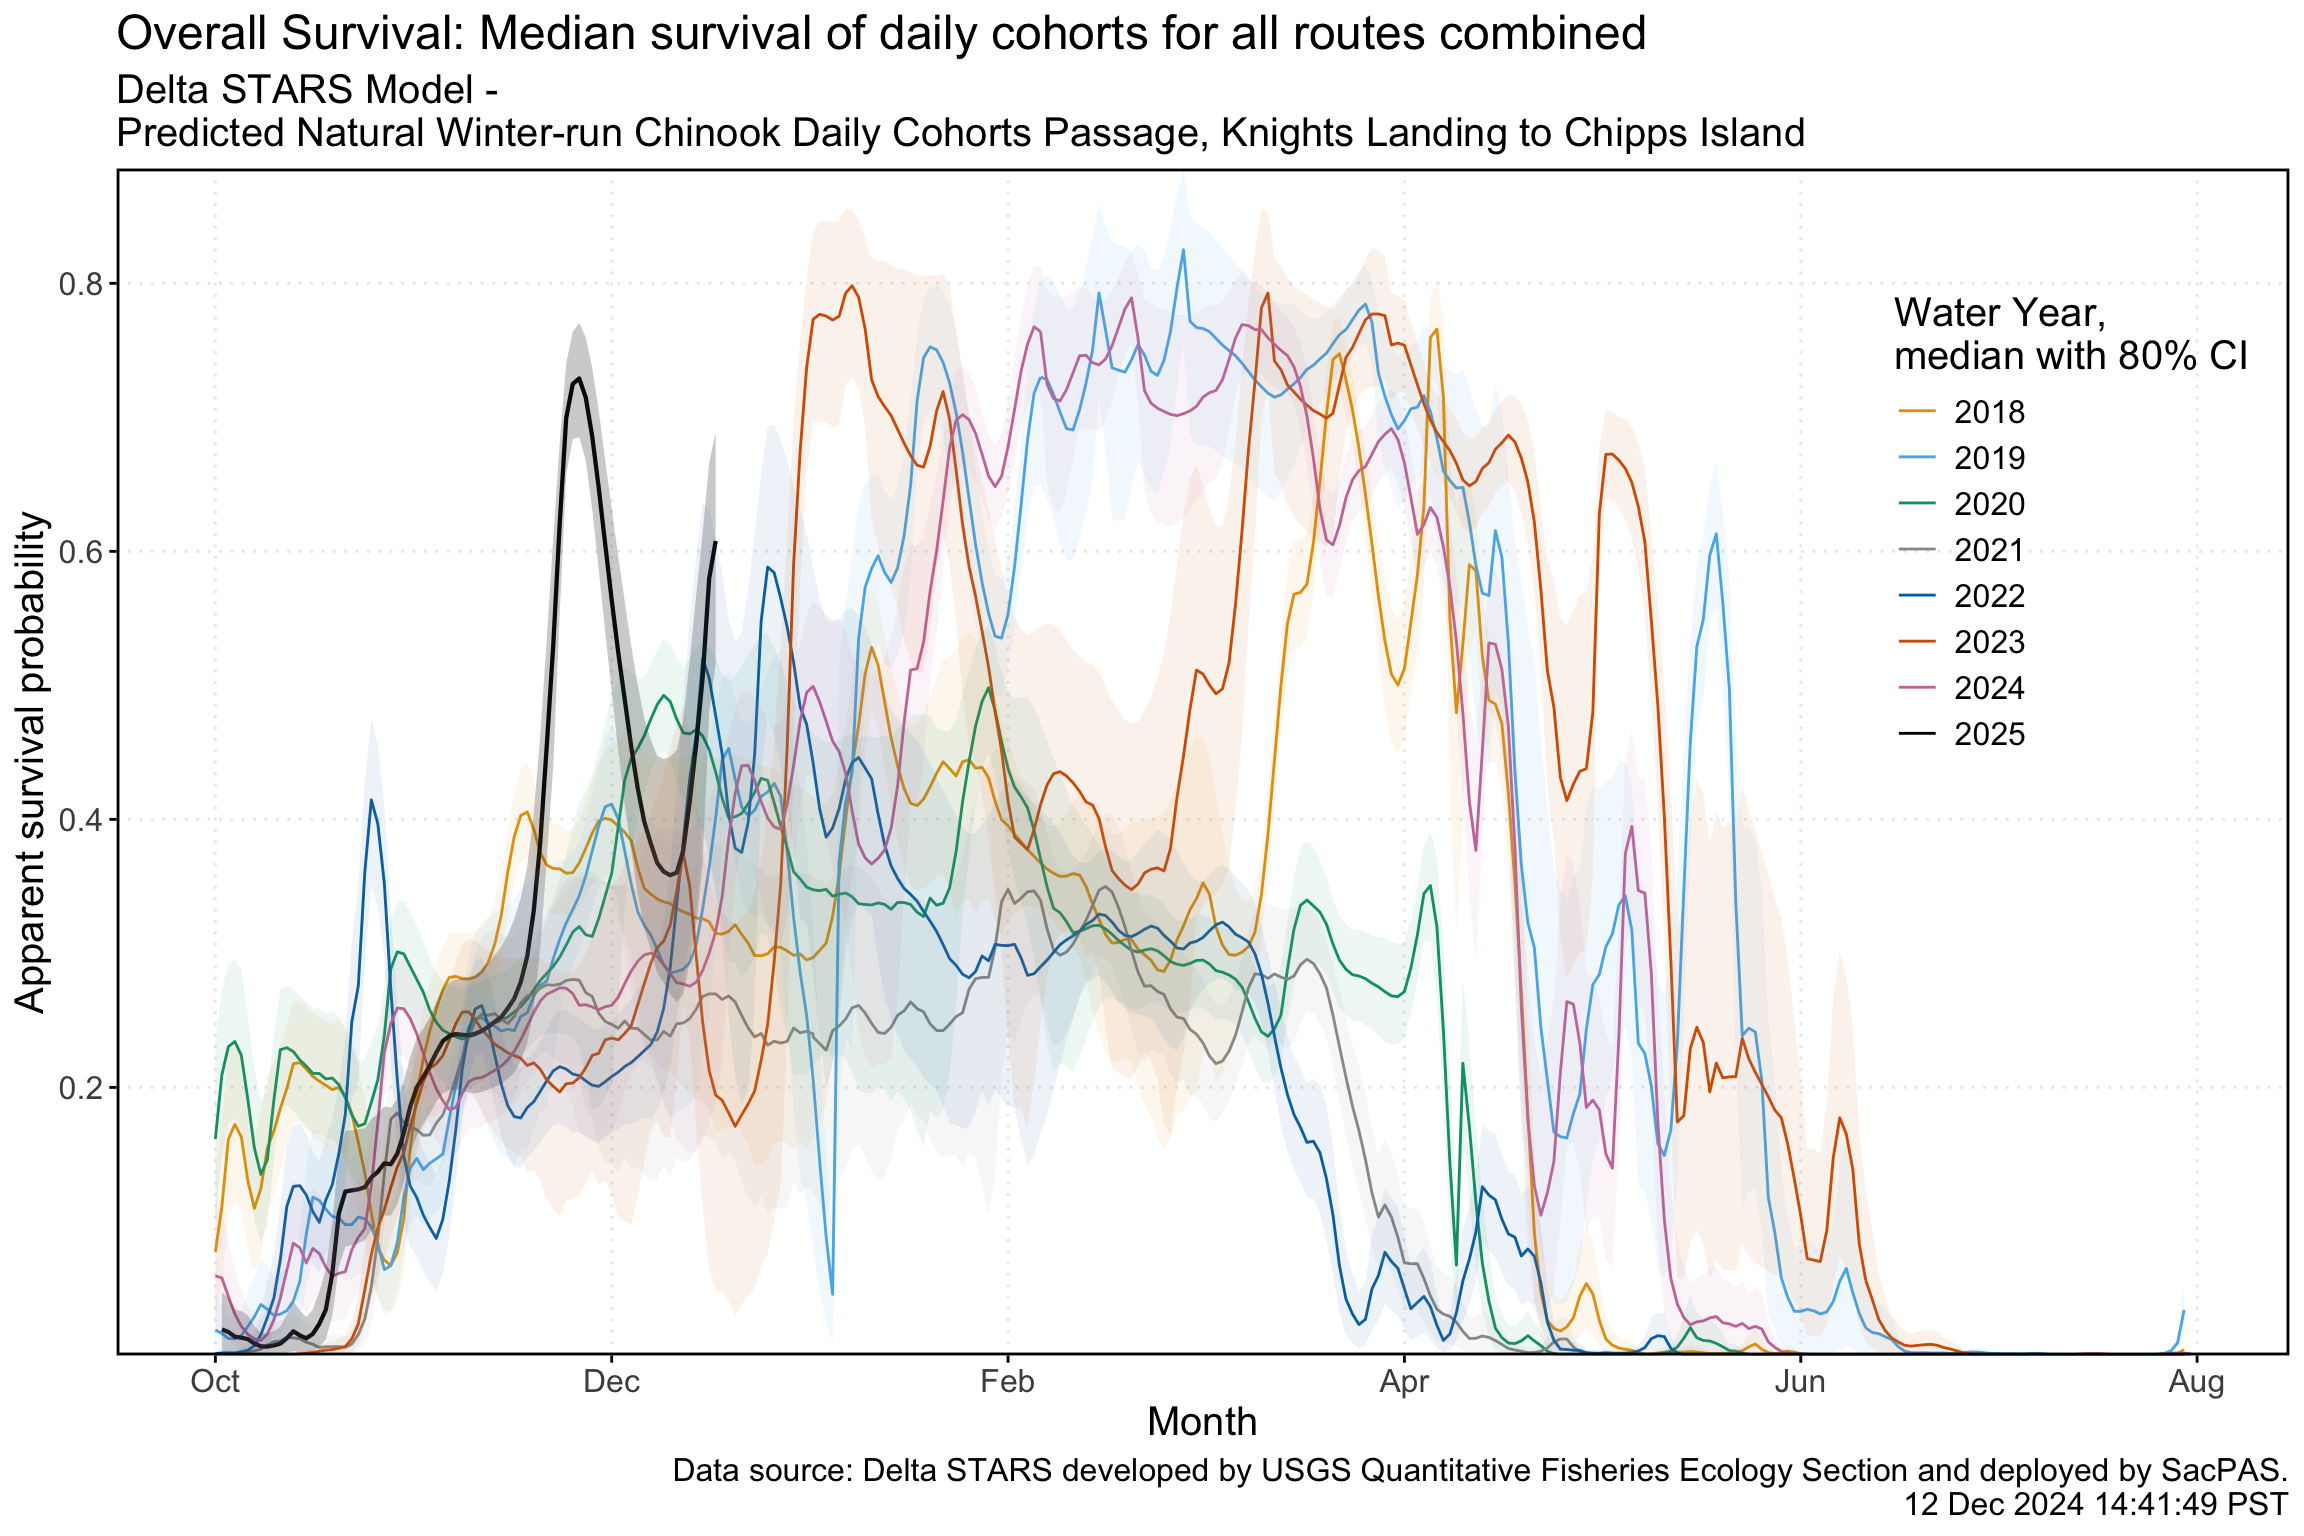 Overall Survival: Median survival of daily cohorts for all routes combined
Delta STARS Model -
Predicted Natural Winter-run Chinook Daily Cohorts Passage, Knights Landing to Chipps Island
Apparent survival probability
0.8
0.6
0.4
0.2
Water Year,
median with 80% CI
2018
2019
2020
2021
2022
2023
2024
2025
Oct
Dec
Feb
Apr
Jun
Aug
Month
Data source: Delta STARS developed by USGS Quantitative Fisheries Ecology Section and deployed by SacPAS.
12 Dec 2024 14:41:49 PST